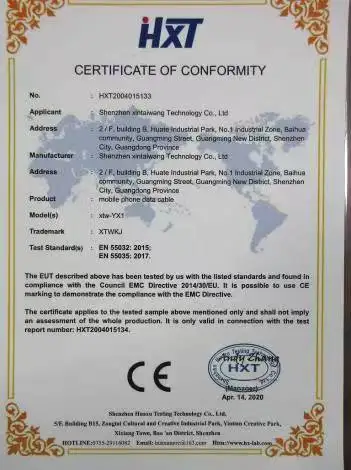 HXT
CERTIFICATE OF CONFORMITY
No. : HXT2004015133
Applicant : Shenzhen xintaiwang Technology Co., Ltd
Address : 2 / F, building B, Huate Industrial Park, No.1 Industrial Zone, Baihua
community, Guangming Street, Guangming New District, Shenzhen
City, Guangdong Province
Manufacturer : Shenzhen xintaiwang Technology Co., Ltd
Address : 2 / F, building B, Huate Industrial Park, No.1 Industrial Zone, Baihua
community, Guangming Street, Guangming New District, Shenzhen
City, Guangdong Province
Product : mobile phone data cable
Model(s) : xtw-YX1
Trademark : XTWKJ
Test Standard(s) : EN 55032: 2015;
EN 55035: 2017.
The EUT described above has been tested by us with the listed standards and found in
compliance with the Council EMC Directive 2014/30/EU. It is possible to use CE
marking to demonstrate the compliance with the EMC Directive.
The certificate applies to the tested sample above mentioned only and shall not imply
an assessment of the whole production. It is only valid in connection with the test
report number: HXT2004015134.
CE
Andy Zhang
HXT
(Manager)
Apr. 14, 2020
Shenzhen Huaxu Testing Technology Co., Ltd.
5/F, Building B15, Zongtai Cultural and Creative Industrial Park, Yintian Creative Park,
Xixiang Town, Bao 'an District, Shenzhen
HOTLINE:0755-29116082